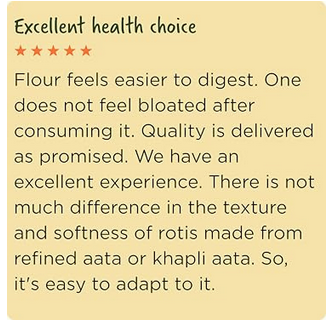 Excellent health choice
★★★★★
Flour feels easier to digest. One
does not feel bloated after
consuming it. Quality is delivered
as promised. We have an
excellent experience. There is not
much difference in the texture
and softness of rotis made from
refined aata or khapli aata. So,
it's easy to adapt to it.